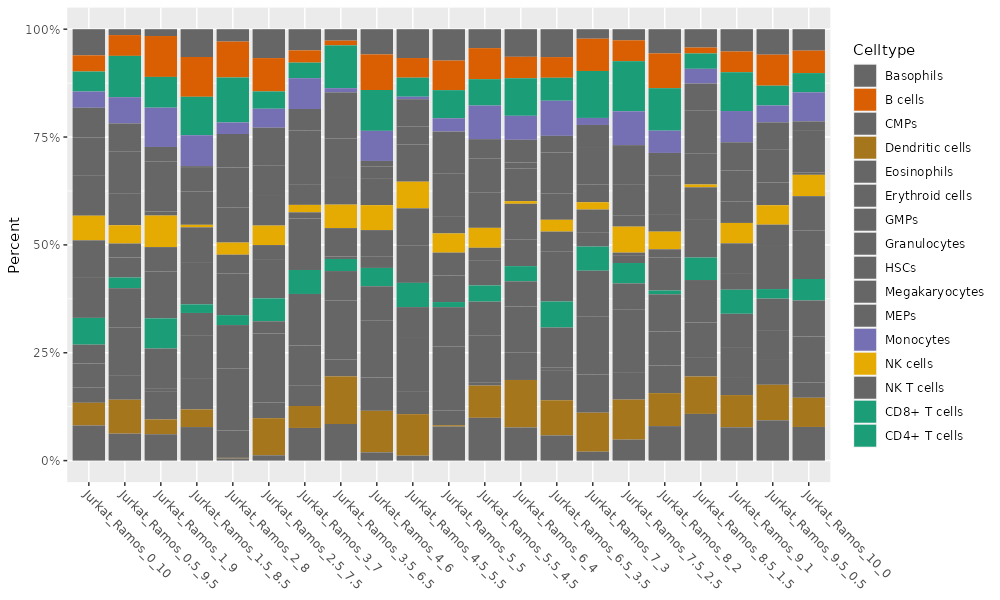 100%
75%
50%
25%
0%
Percent
Jurkat_Ramos_0_10
Jurkat_Ramos_0.5_9.5
Jurkat_Ramos_1_9
Jurkat_Ramos_1.5_8.5
Jurkat_Ramos_2_8
Jurkat_Ramos_2.5_7.5
Jurkat_Ramos_3_7
Jurkat_Ramos_3.5_6.5
Jurkat_Ramos_4_6
Jurkat_Ramos_4.5_5.5
Jurkat_Ramos_5_5
Jurkat_Ramos_5.5_4.5
Jurkat_Ramos_6_4
Jurkat_Ramos_6.5_3.5
Jurkat_Ramos_7_3
Jurkat_Ramos_7.5_2.5
Jurkat_Ramos_8_2
Jurkat_Ramos_8.5_1.5
Jurkat_Ramos_9_1
Jurkat_Ramos_9.5_0.5
Jurkat_Ramos_10_0
Celltype
Basophils
B cells
CMPs
Dendritic cells
Eosinophils
Erythroid cells
GMPs
Granulocytes
HSCs
Megakaryocytes
MEPs
Monocytes
NK cells
NK T cells
CD8+ T cells
CD4+ T cells